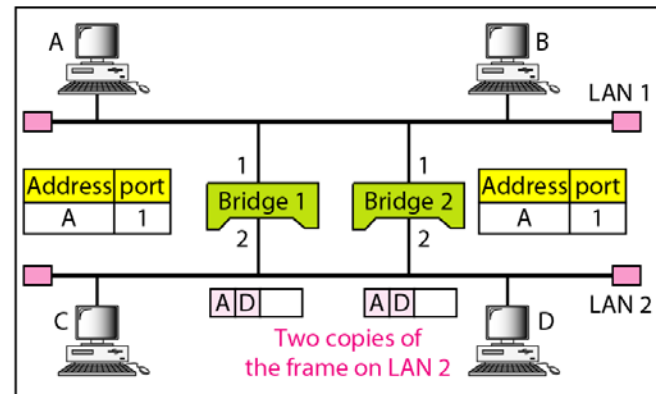 A
B
LAN 1
1
1
Address port
A 1
Bridge 1
Bridge 2
Address port
A 1
2
2
C
A D
A D
D
LAN 2
Two copies of
the frame on LAN 2